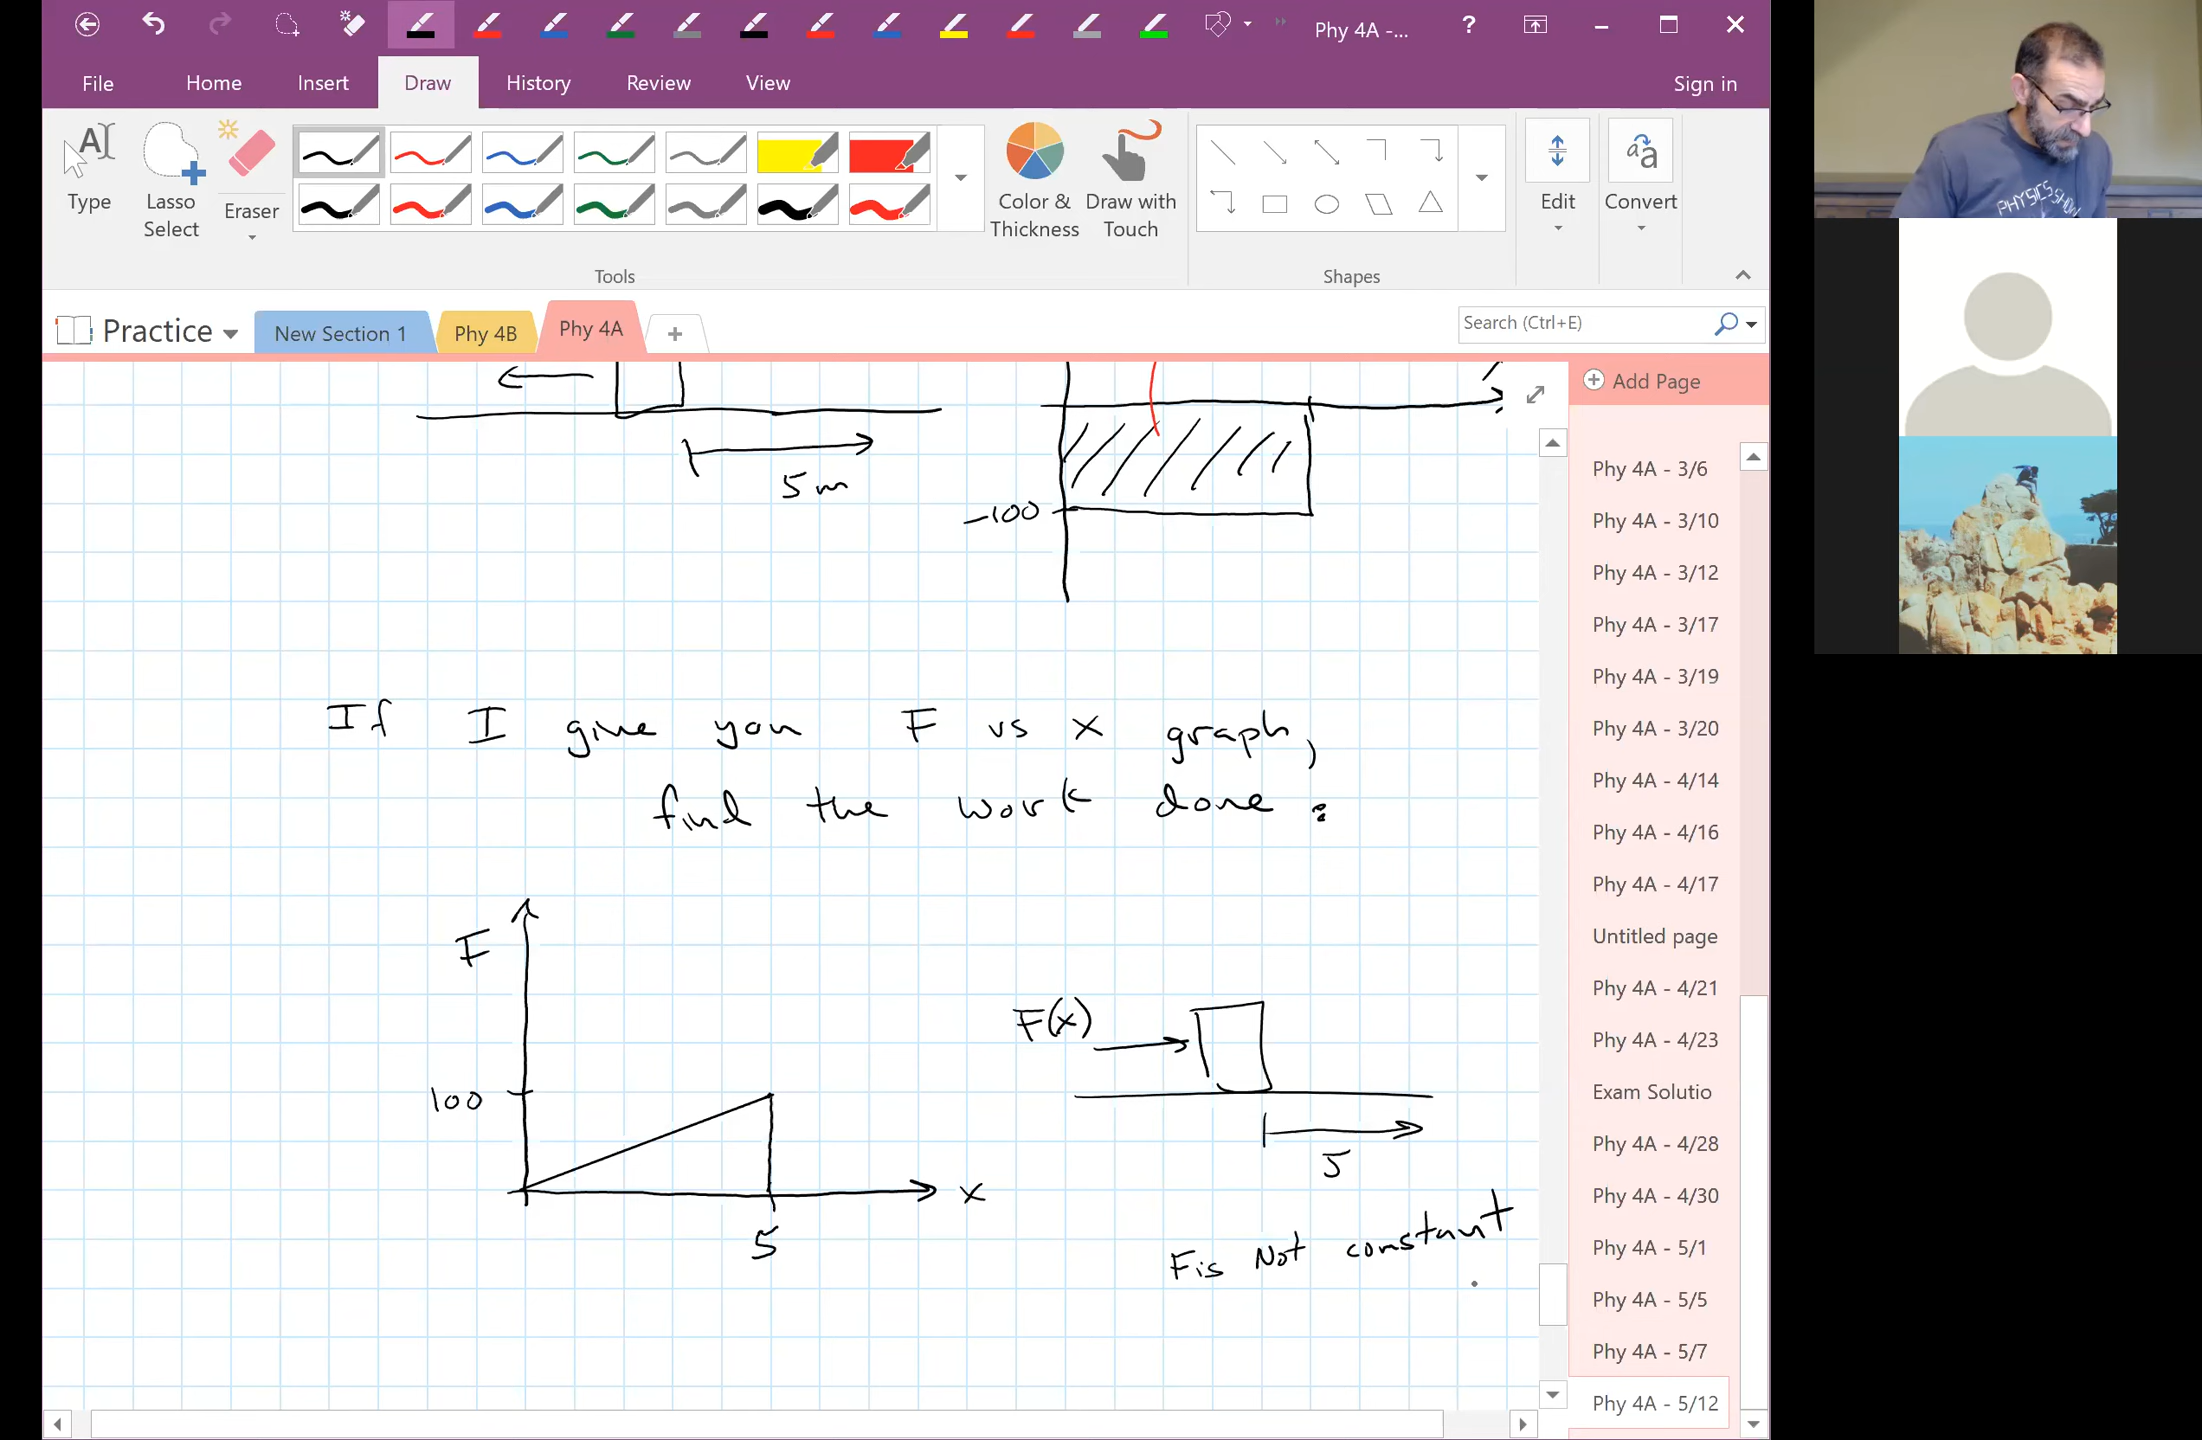 Phy 4A -...
?
File
Home
Insert
Draw
History
Review
View
Sign in
Type
Lasso
Select
Eraser
Color &
Thickness
Draw with
Touch
Edit
Convert
Tools
Shapes
Practice
New Section 1
Phy 4B
Phy 4A
Search (Ctrl+E)
Add Page
Phy 4A - 3/6
Phy 4A - 3/10
Phy 4A - 3/12
Phy 4A - 3/17
Phy 4A - 3/19
Phy 4A - 3/20
Phy 4A - 4/14
Phy 4A - 4/16
Phy 4A - 4/17
Untitled page
Phy 4A - 4/21
Phy 4A - 4/23
Exam Solutio
Phy 4A - 4/28
Phy 4A - 4/30
Phy 4A - 5/1
Phy 4A - 5/5
Phy 4A - 5/7
Phy 4A - 5/12
5 m
-100
If I give you F vs x graph,
find the work done :
F
100
5
x
F(x)
5
F is Not constant
PHYSICS SHOW